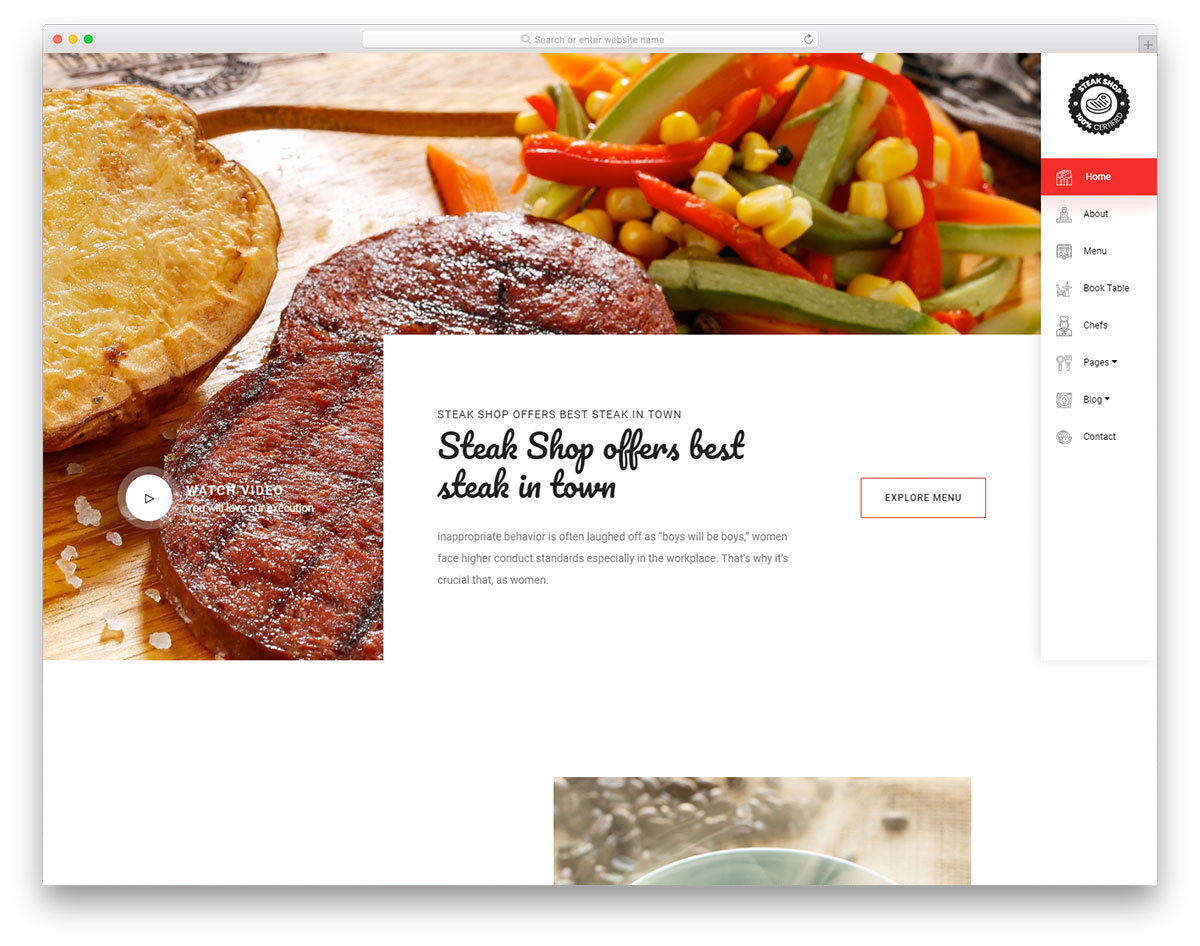 Search or enter website name
STEAK SHOP
100% CERTIFIED
Home
About
Menu
Book Table
Chefs
Pages
Blog
Contact
STEAK SHOP OFFERS BEST STEAK IN TOWN
Steak Shop offers best
steak in town
inappropriate behavior is often laughed off as “boys will be boys,” women
face higher conduct standards especially in the workplace. That’s why it’s
crucial that, as women.
EXPLORE MENU
WATCH VIDEO
You will love our execution